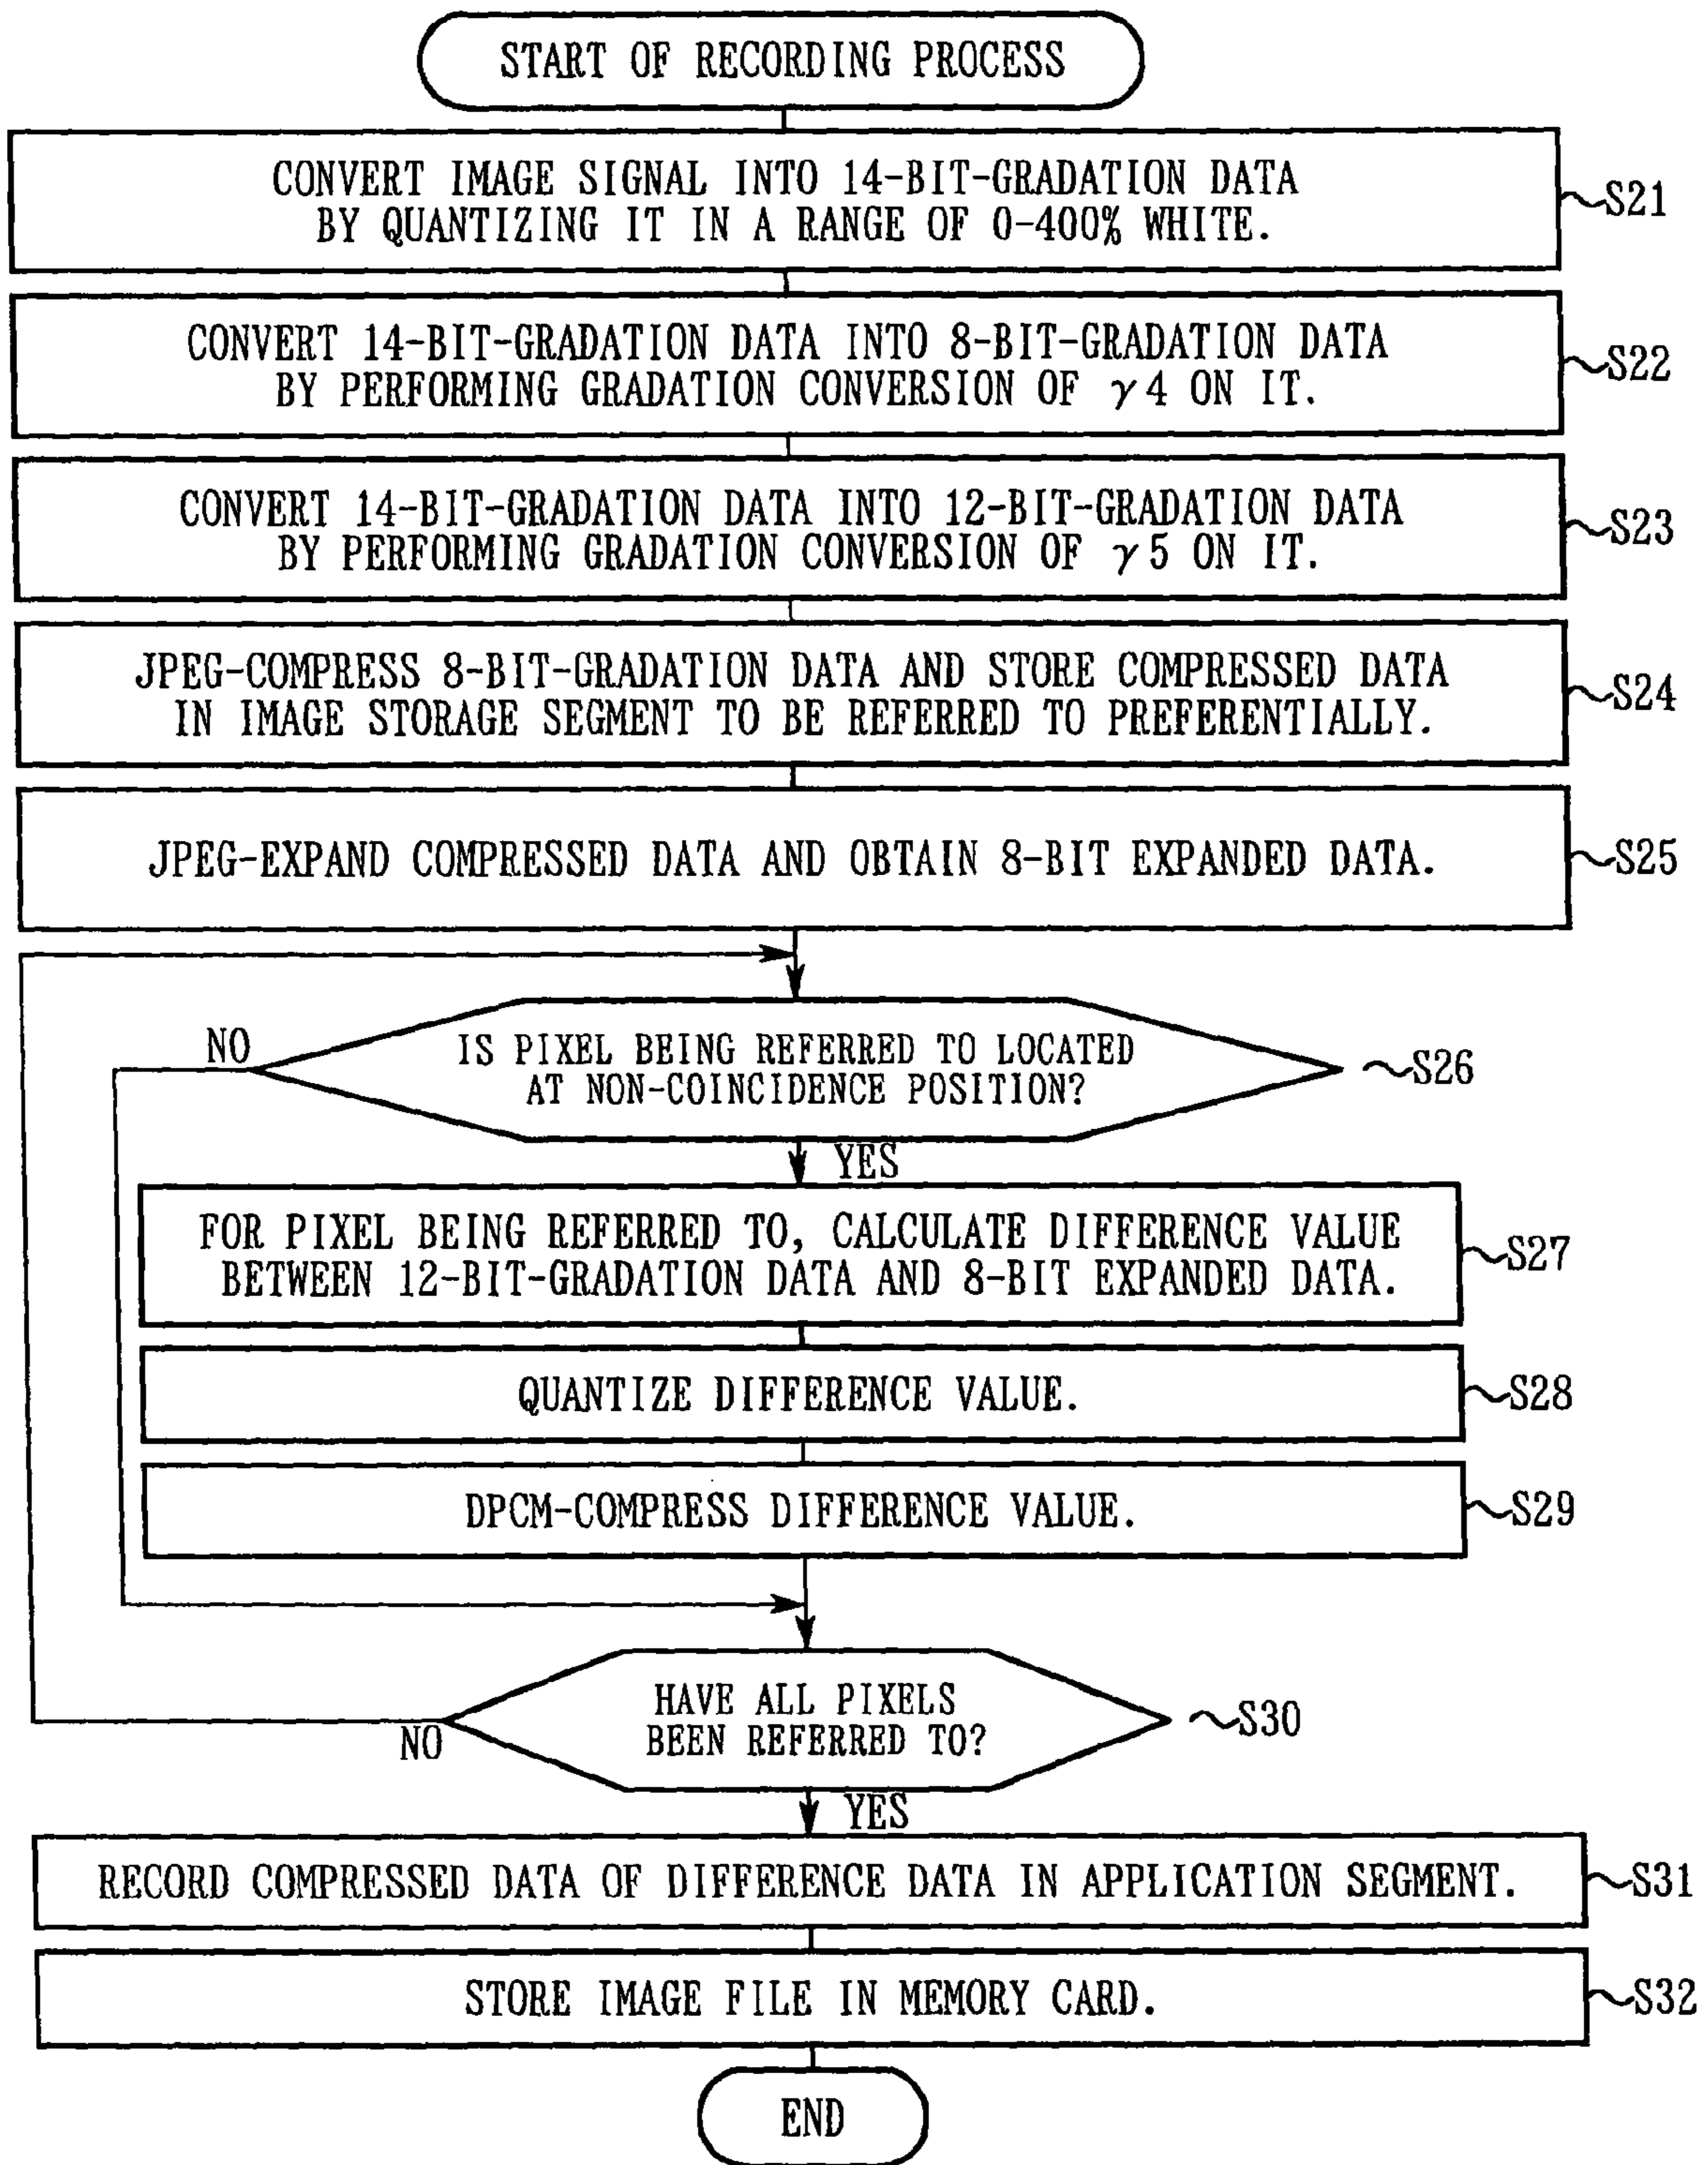 START OF RECORDING PROCESS
CONVERT IMAGE SIGNAL INTO 14-BIT-GRADATION DATA
BY QUANTIZING IT IN A RANGE OF 0-400% WHITE.
S21
CONVERT 14-BIT-GRADATION DATA INTO 8-BIT-GRADATION DATA
BY PERFORMING GRADATION CONVERSION OF γ4 ON IT.
S22
CONVERT 14-BIT-GRADATION DATA INTO 12-BIT-GRADATION DATA
BY PERFORMING GRADATION CONVERSION OF γ5 ON IT.
S23
JPEG-COMPRESS 8-BIT-GRADATION DATA AND STORE COMPRESSED DATA
IN IMAGE STORAGE SEGMENT TO BE REFERRED TO PREFERENTIALLY.
S24
JPEG-EXPAND COMPRESSED DATA AND OBTAIN 8-BIT EXPANDED DATA.
S25
NO
IS PIXEL BEING REFERRED TO LOCATED
AT NON-COINCIDENCE POSITION?
S26
YES
FOR PIXEL BEING REFERRED TO, CALCULATE DIFFERENCE VALUE
BETWEEN 12-BIT-GRADATION DATA AND 8-BIT EXPANDED DATA.
S27
QUANTIZE DIFFERENCE VALUE.
S28
DPCM-COMPRESS DIFFERENCE VALUE.
S29
HAVE ALL PIXELS
BEEN REFERRED TO?
S30
NO
YES
RECORD COMPRESSED DATA OF DIFFERENCE DATA IN APPLICATION SEGMENT.
S31
STORE IMAGE FILE IN MEMORY CARD.
S32
END